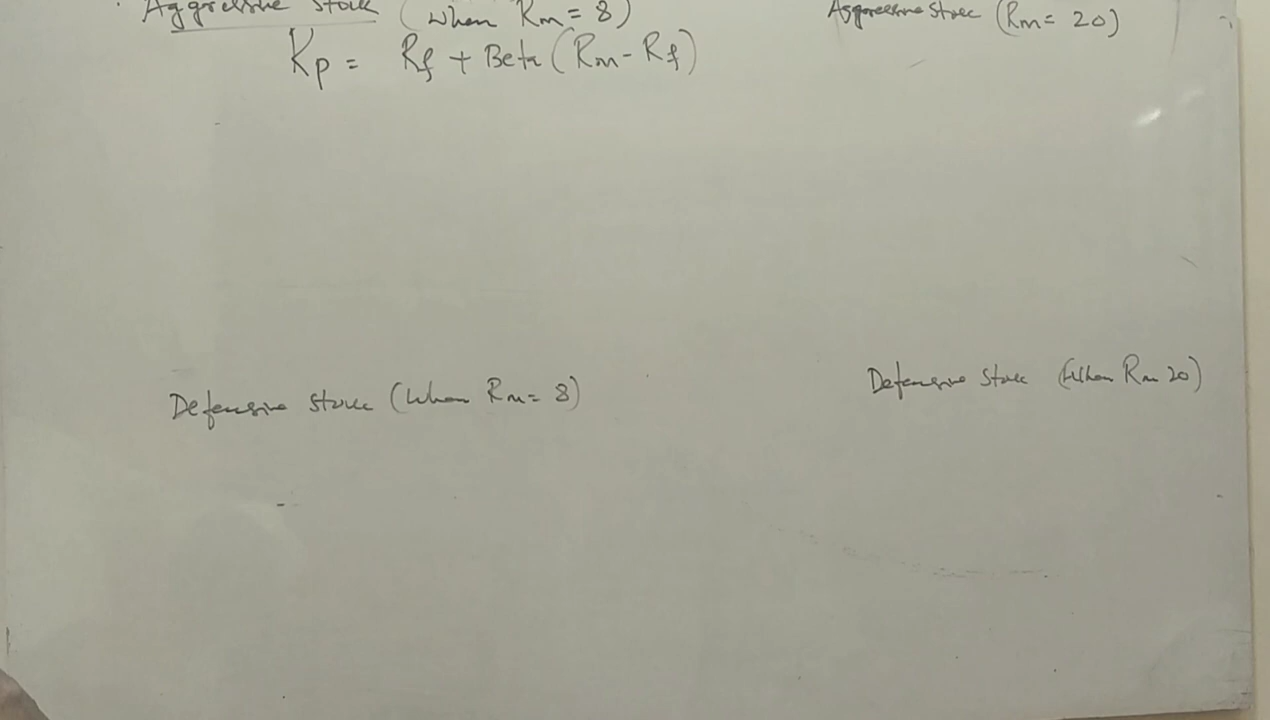 Aggressive Stock (when Rm = 8)
Aggressive Stock (Rm = 20)
Kp = Rf + Beta (Rm - Rf)
Defensive Stock (When Rm = 8)
Defensive Stock (When Rm 20)